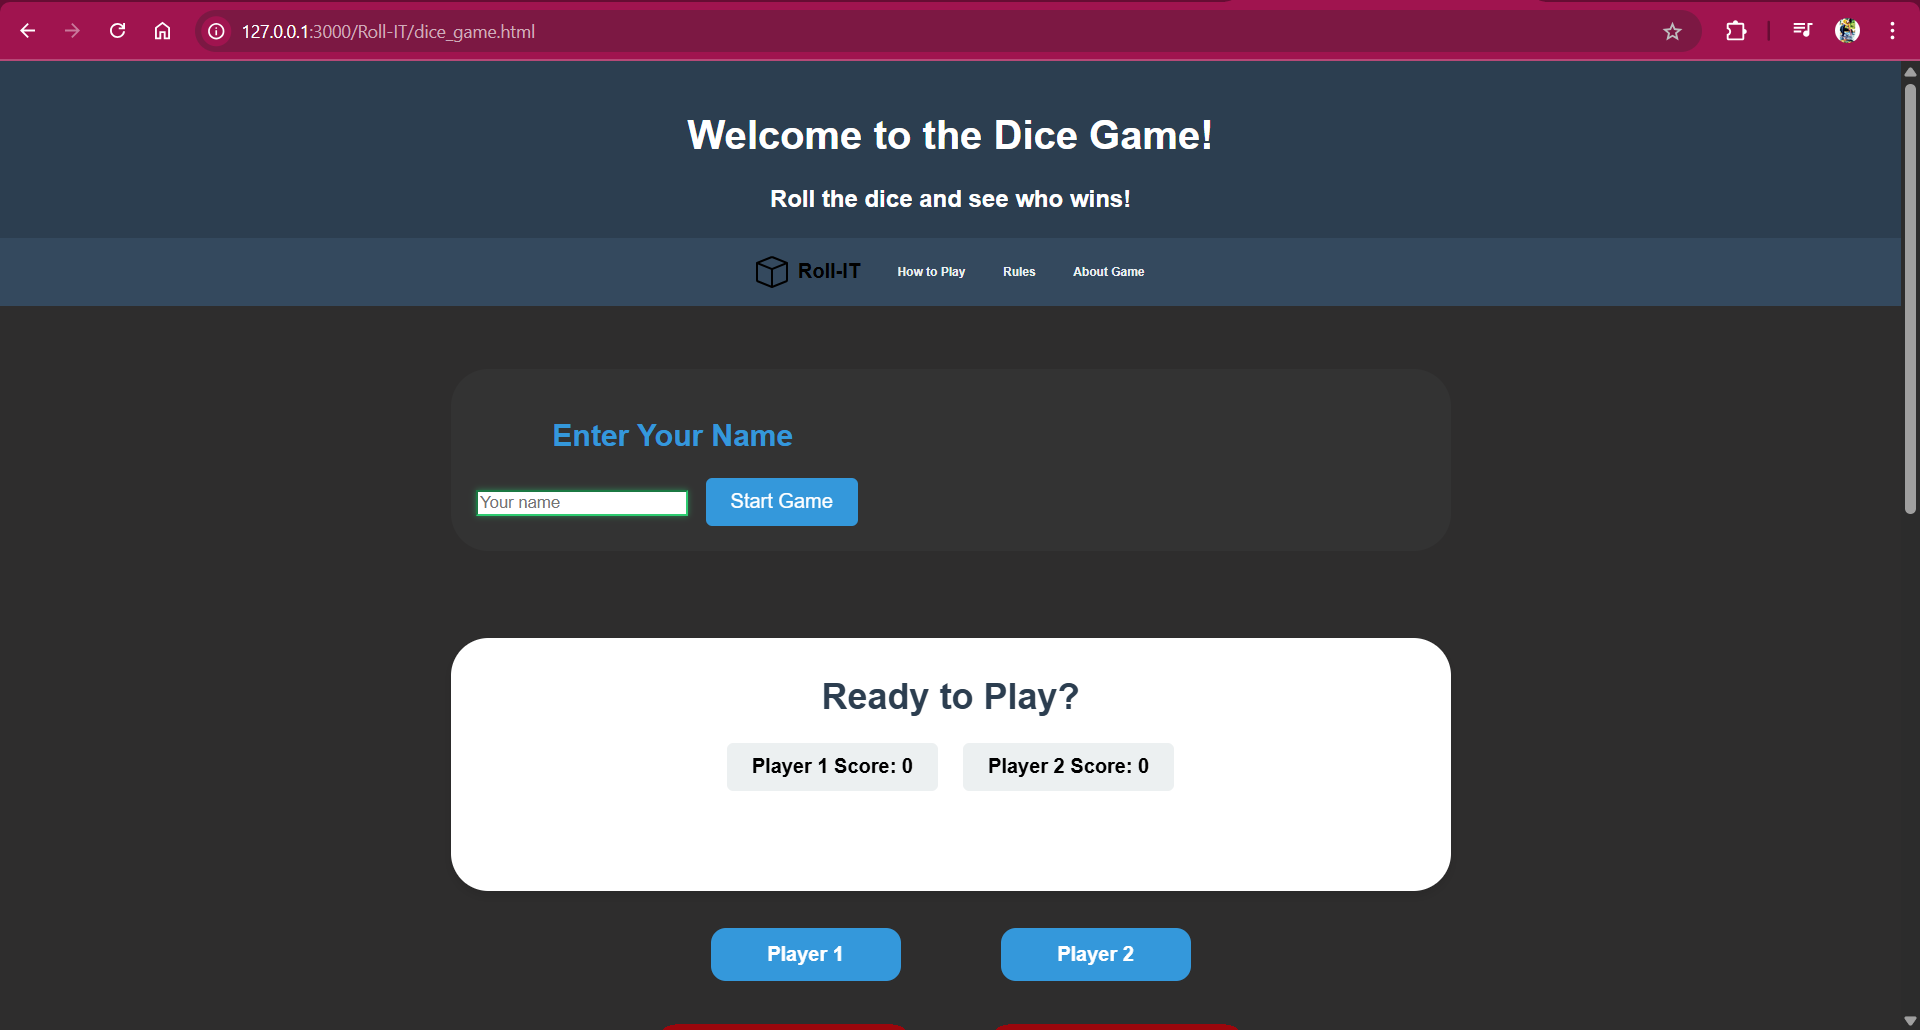 127.0.0.1:3000/Roll-IT/dice_game.html
Welcome to the Dice Game!
Roll the dice and see who wins!
Roll-IT How to Play Rules About Game
Enter Your Name
Your name Start Game
Ready to Play?
Player 1 Score: 0 Player 2 Score: 0
Player 1 Player 2